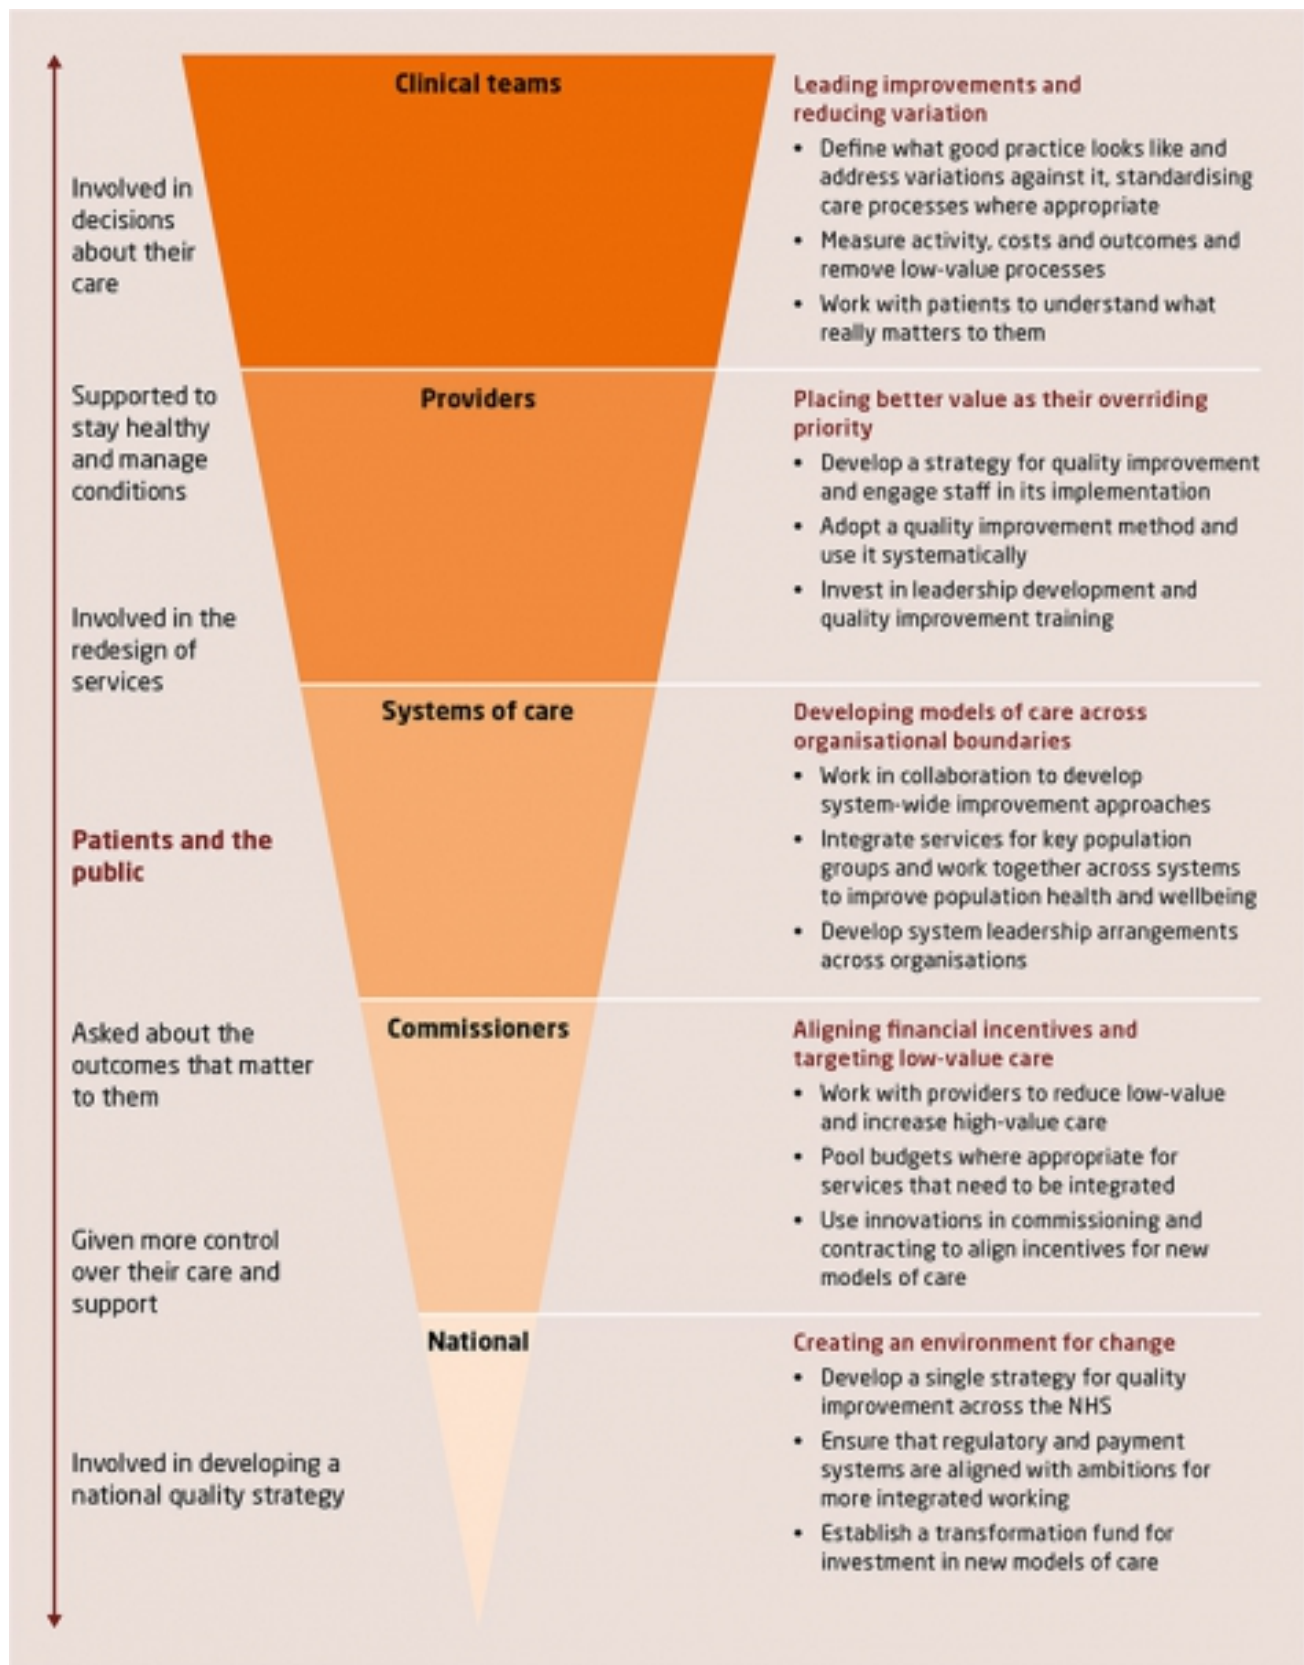 Clinical teams
Leading improvements and
reducing variation
• Define what good practice looks like and
address variations against it, standardising
care processes where appropriate
• Measure activity, costs and outcomes and
remove low-value processes
• Work with patients to understand what
really matters to them
Involved in
decisions
about their
care
Providers
Placing better value as their overriding
priority
• Develop a strategy for quality improvement
and engage staff in its implementation
• Adopt a quality improvement method and
use it systematically
• Invest in leadership development and
quality improvement training
Supported to
stay healthy
and manage
conditions
Involved in the
redesign of
services
Systems of care
Developing models of care across
organisational boundaries
• Work in collaboration to develop
system-wide improvement approaches
• Integrate services for key population
groups and work together across systems
to improve population health and wellbeing
• Develop system leadership arrangements
across organisations
Patients and the
public
Commissioners
Aligning financial incentives and
targeting low-value care
• Work with providers to reduce low-value
and increase high-value care
• Pool budgets where appropriate for
services that need to be integrated
• Use innovations in commissioning and
contracting to align incentives for new
models of care
Asked about the
outcomes that matter
to them
Given more control
over their care and
support
National
Creating an environment for change
• Develop a single strategy for quality
improvement across the NHS
• Ensure that regulatory and payment
systems are aligned with ambitions for
more integrated working
• Establish a transformation fund for
investment in new models of care
Involved in developing a
national quality strategy